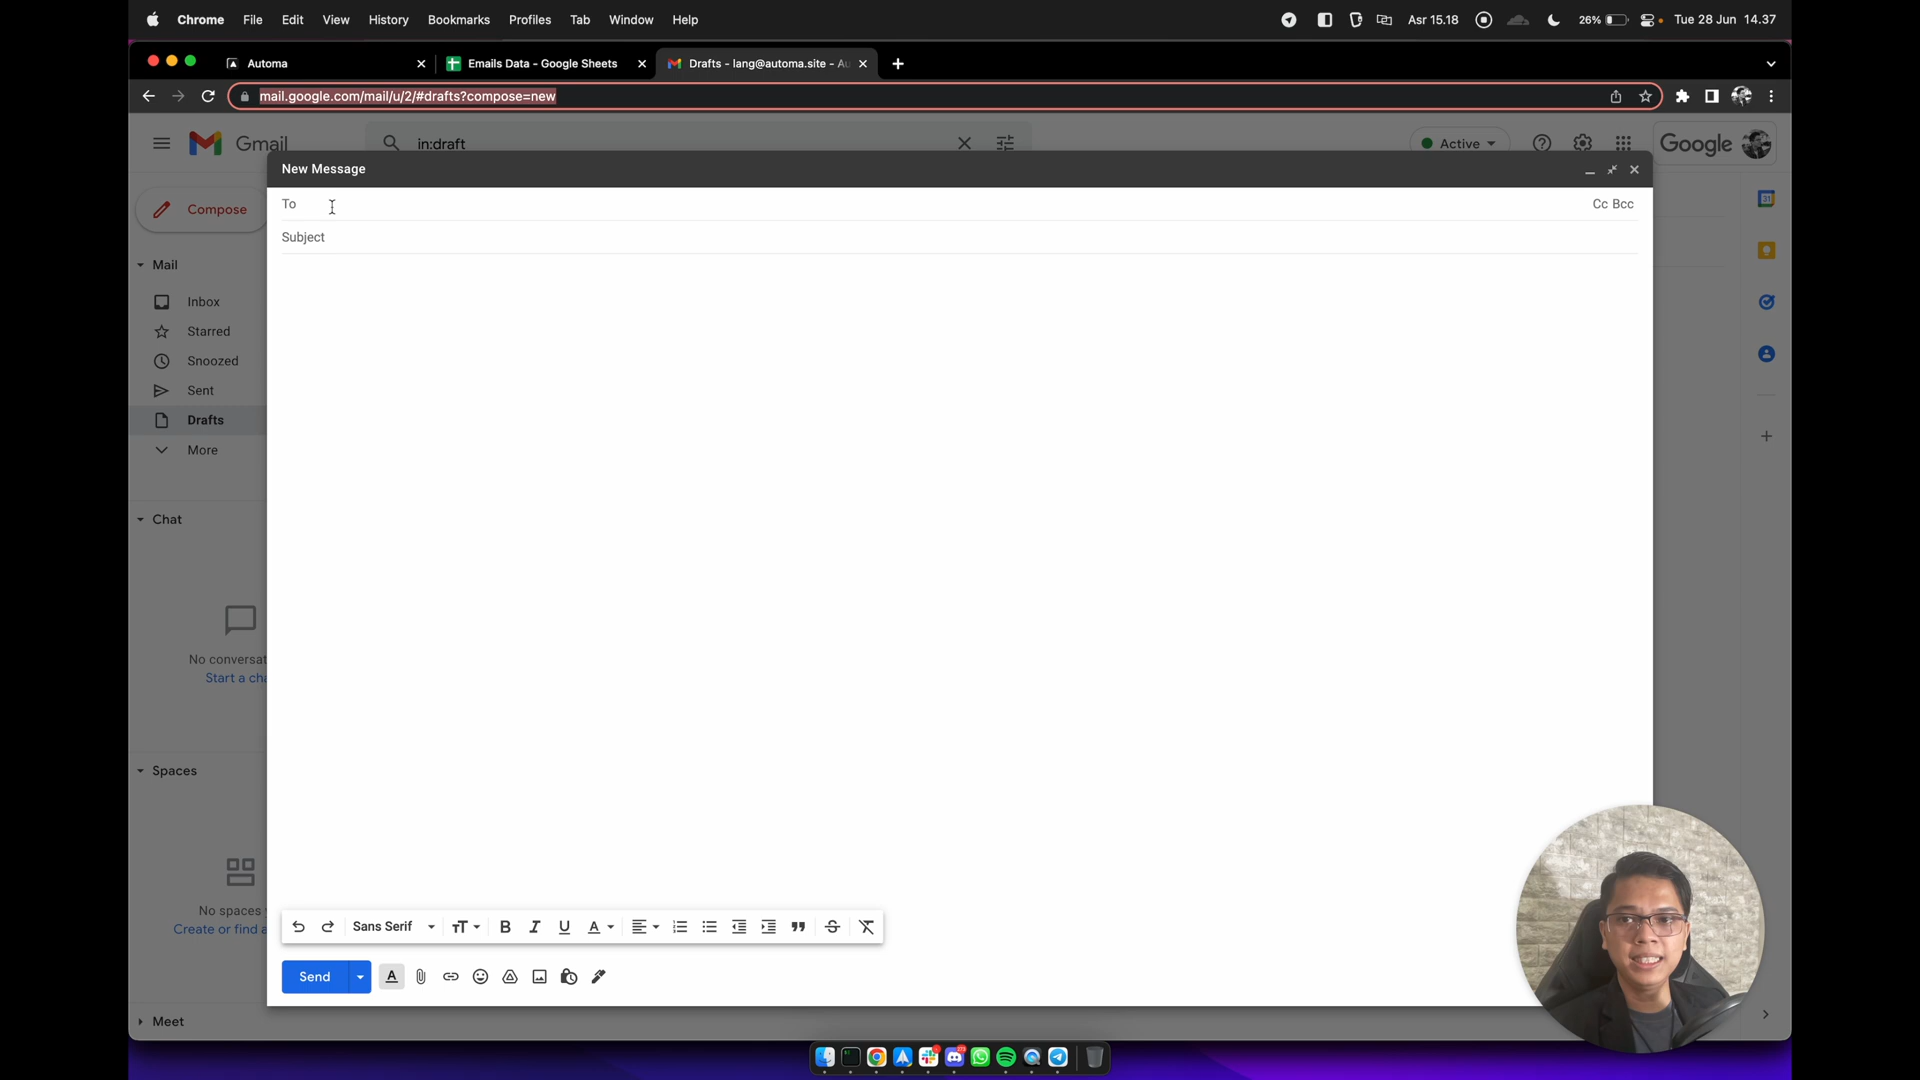 Chrome File Edit View History Bookmarks Profiles Tab Window Help Asr 15.18 26% Tue 28 Jun 14.37
Automa Emails Data - Google Sheets Drafts - lang@automa.site - Au
mail.google.com/mail/u/2/#drafts?compose=new
Gmail in:draft Active Google
New Message
To Cc Bcc
Compose
Subject
31
Mail
Inbox
Starred
Snoozed
Sent
Drafts
More
Chat
No conversat
Start a cha
Spaces
No spaces
Create or find a
Sans Serif
Send
Meet